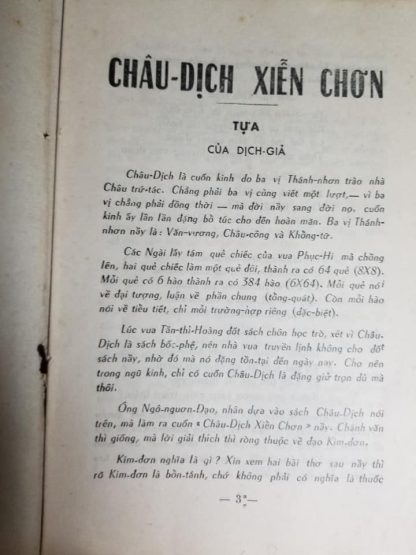 CHÂU-DỊCH XIỄN CHƠN
TỰA
CỦA DỊCH-GIẢ
Châu-Dịch là cuốn kinh do ba vị Thánh-nhơn trào nhà
Châu trứ-tác. Chẳng phải ba vị cùng viết một lượt,— vì ba
vị chẳng phải đồng thời — mà đời nầy sang đời nọ, cuốn
kinh ấy lần lần đặng bồ túc cho đến hoàn mãn. Ba vị Thánh-
nhơn nầy là : Văn-vương, Châu-công và Khổng-tử.
Các Ngài lấy tám quẻ chiếc của vua Phục-Hi mà chồng
lên, hai quẻ chiếc làm một quẻ đôi, thành ra có 64 quẻ (8X8).
Mỗi quẻ có 6 hào thành ra có 384 hào (6X64). Mỗi quẻ nói
về đại tượng, luận về phần chung (tổng-quát). Còn mỗi hào
nói về tiểu tiết, chỉ mỗi trường-hợp riêng (đặc-biệt).
Lúc vua Tần-thỉ-Hoàng đốt sách chôn học trò, xét vì Châu-
Dịch là sách bốc-phệ, nên nhà vua truyền lịnh không cho đốt
sách nầy, nhờ đó mà nó đặng tồn-tại đến ngày nay. Cho nên
trong ngũ kinh, chỉ có cuốn Châu-Dịch là đặng giữ trọn đủ mà
thôi.
Ông Ngô-ngươn-Đạo, nhân dựa vào sách Châu-Dịch nói
trên, mà làm ra cuốn « Châu-Dịch Xiển Chơn » nầy. Chánh văn
thì giống, mà lời giải thích thì ròng thuộc về đạo Kim-đơn.
Kim-đơn nghĩa là gì ? Xin xem hai bài thơ sau nầy thì
rõ Kim-đơn là bổn-tánh, chớ không phải có nghĩa là thuốc
— 3 —